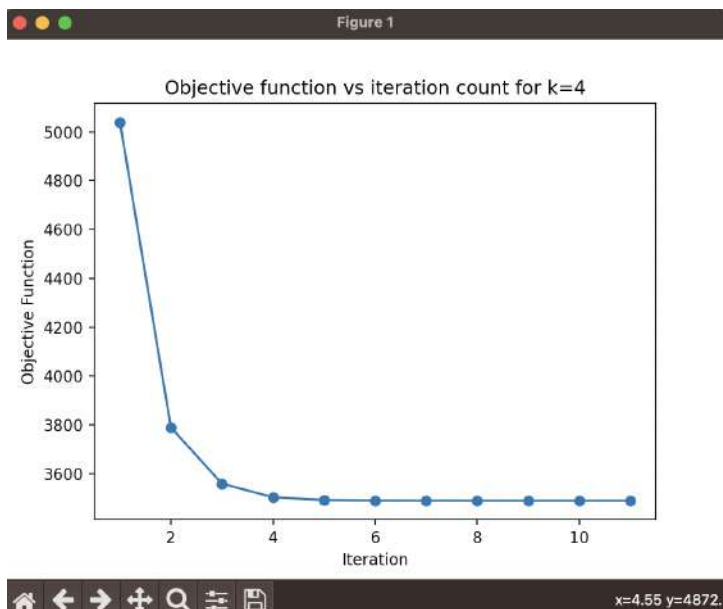 Figure 1
Objective function vs iteration count for k=4
5000
4800
4600
4400
4200
4000
3800
3600
Objective Function
2 4 6 8 10
Iteration
x=4.55 y=4872.